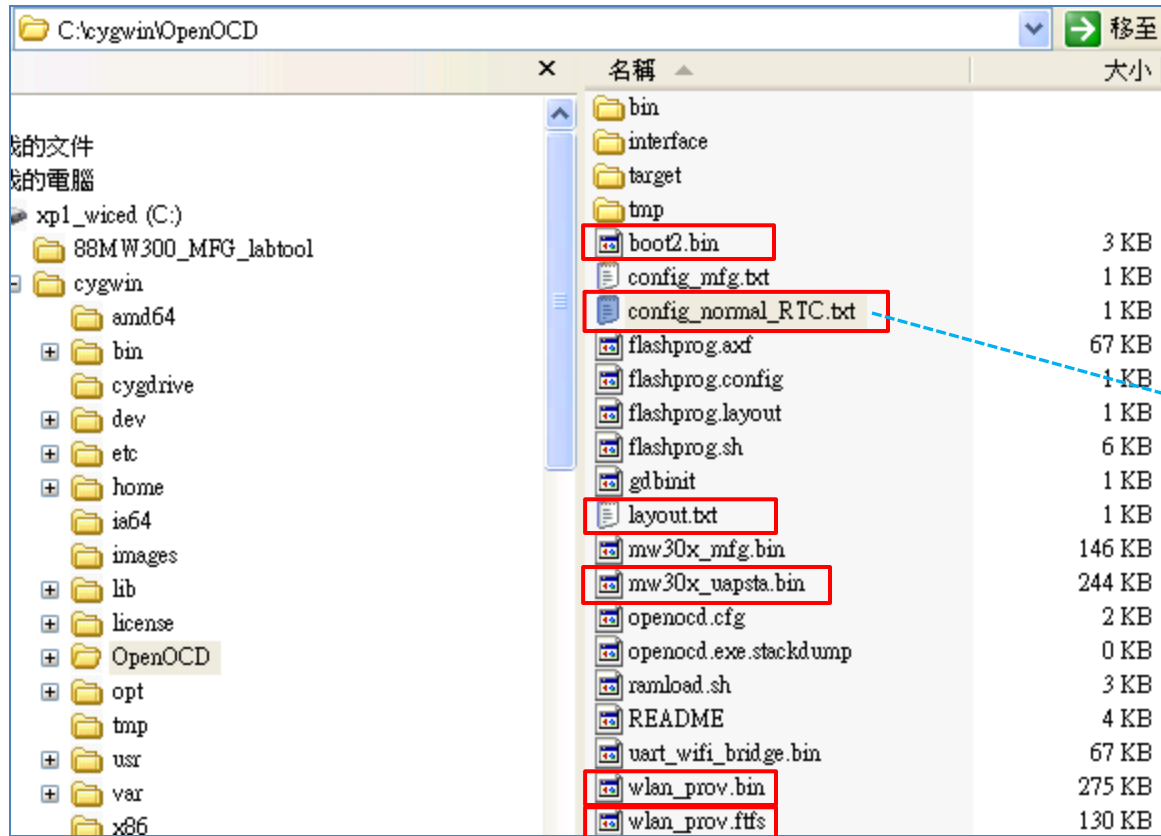 C:\cygwin\OpenOCD
移至
名稱
大小
我的文件
我的電腦
xp1_wiced (C:)
88MW300_MFG_labtool
cygwin
amd64
bin
cygdrive
dev
etc
home
ia64
images
lib
license
OpenOCD
opt
tmp
usr
var
x86
bin
interface
target
tmp
boot2.bin 3 KB
config_mfg.txt 1 KB
config_normal_RTC.txt 1 KB
flashprog.axf 67 KB
flashprog.config 1 KB
flashprog.layout 1 KB
flashprog.sh 6 KB
gdbinit 1 KB
layout.txt 1 KB
mw30x_mfg.bin 146 KB
mw30x_uapsta.bin 244 KB
openocd.cfg 2 KB
openocd.exe.stackdump 0 KB
ramload.sh 3 KB
README 4 KB
uart_wifi_bridge.bin 67 KB
wlan_prov.bin 275 KB
wlan_prov.ftfs 130 KB